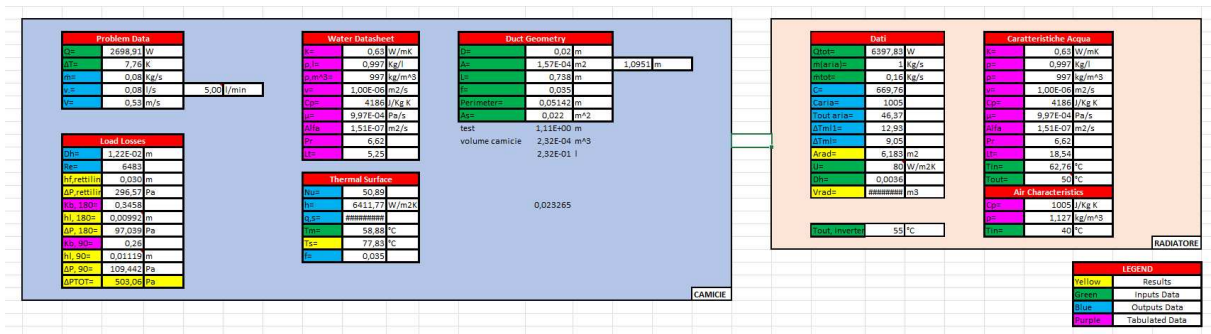 Problem Data
Q= 2698,91 W
ΔT= 7,76 K
m= 0,08 Kg/s
v,= 0,08 l/s 5,00 l/min
V= 0,53 m/s
Load Losses
Dh= 1,22E-02 m
Re= 6483
hf,rettilin 0,030 m
ΔP,rettilin 296,57 Pa
Kb, 180= 0,3458
hl, 180= 0,00992 m
ΔP, 180= 97,039 Pa
Kb, 90= 0,26
hl, 90= 0,01119 m
ΔP, 90= 109,442 Pa
ΔPTOT= 503,06 Pa
Water Datasheet
K= 0,63 W/mK
ρ,l= 0,997 Kg/l
ρ,m^3= 997 kg/m^3
v= 1,00E-06 m2/s
Cp= 4186 J/Kg K
μ= 9,97E-04 Pa/s
Alfa 1,51E-07 m2/s
Pr 6,62
Lt= 5,25
Thermal Surface
Nu= 50,89
h= 6411,77 W/m2K
q,s= #########
Tm= 58,88 °C
Ts= 77,83 °C
f= 0,035
Duct Geometry
D= 0,02 m
A= 1,57E-04 m2 1,0951 m
L= 0,738 m
f= 0,035
Perimeter= 0,05142 m
As= 0,022 m^2
test 1,11E+00 m
volume camicie 2,32E-04 m^3
2,32E-01 l
0,023265
CAMICIE
Dati
Qtot= 6397,83 W
m(aria)= 1 Kg/s
mtot= 0,16 Kg/s
C= 669,76
Caria= 1005
Tout aria= 46,37
ΔTml1= 12,93
ΔTml= 9,05
Arad= 6,183 m2
U= 80 W/m2K
Dh= 0,0036
Vrad= ######## m3
Tout, inverter 55 °C
Caratteristiche Acqua
K= 0,63 W/mK
ρ= 0,997 Kg/l
ρ= 997 kg/m^3
v= 1,00E-06 m2/s
Cp= 4186 J/Kg K
μ= 9,97E-04 Pa/s
Alfa 1,51E-07 m2/s
Pr 6,62
Lt= 18,54
Tin= 62,76 °C
Tout= 50 °C
Air Characteristics
Cp= 1005 J/Kg K
ρ= 1,127 kg/m^3
Tin= 40 °C
RADIATORE
LEGEND
Yellow Results
Green Inputs Data
Blue Outputs Data
Purple Tabulated Data